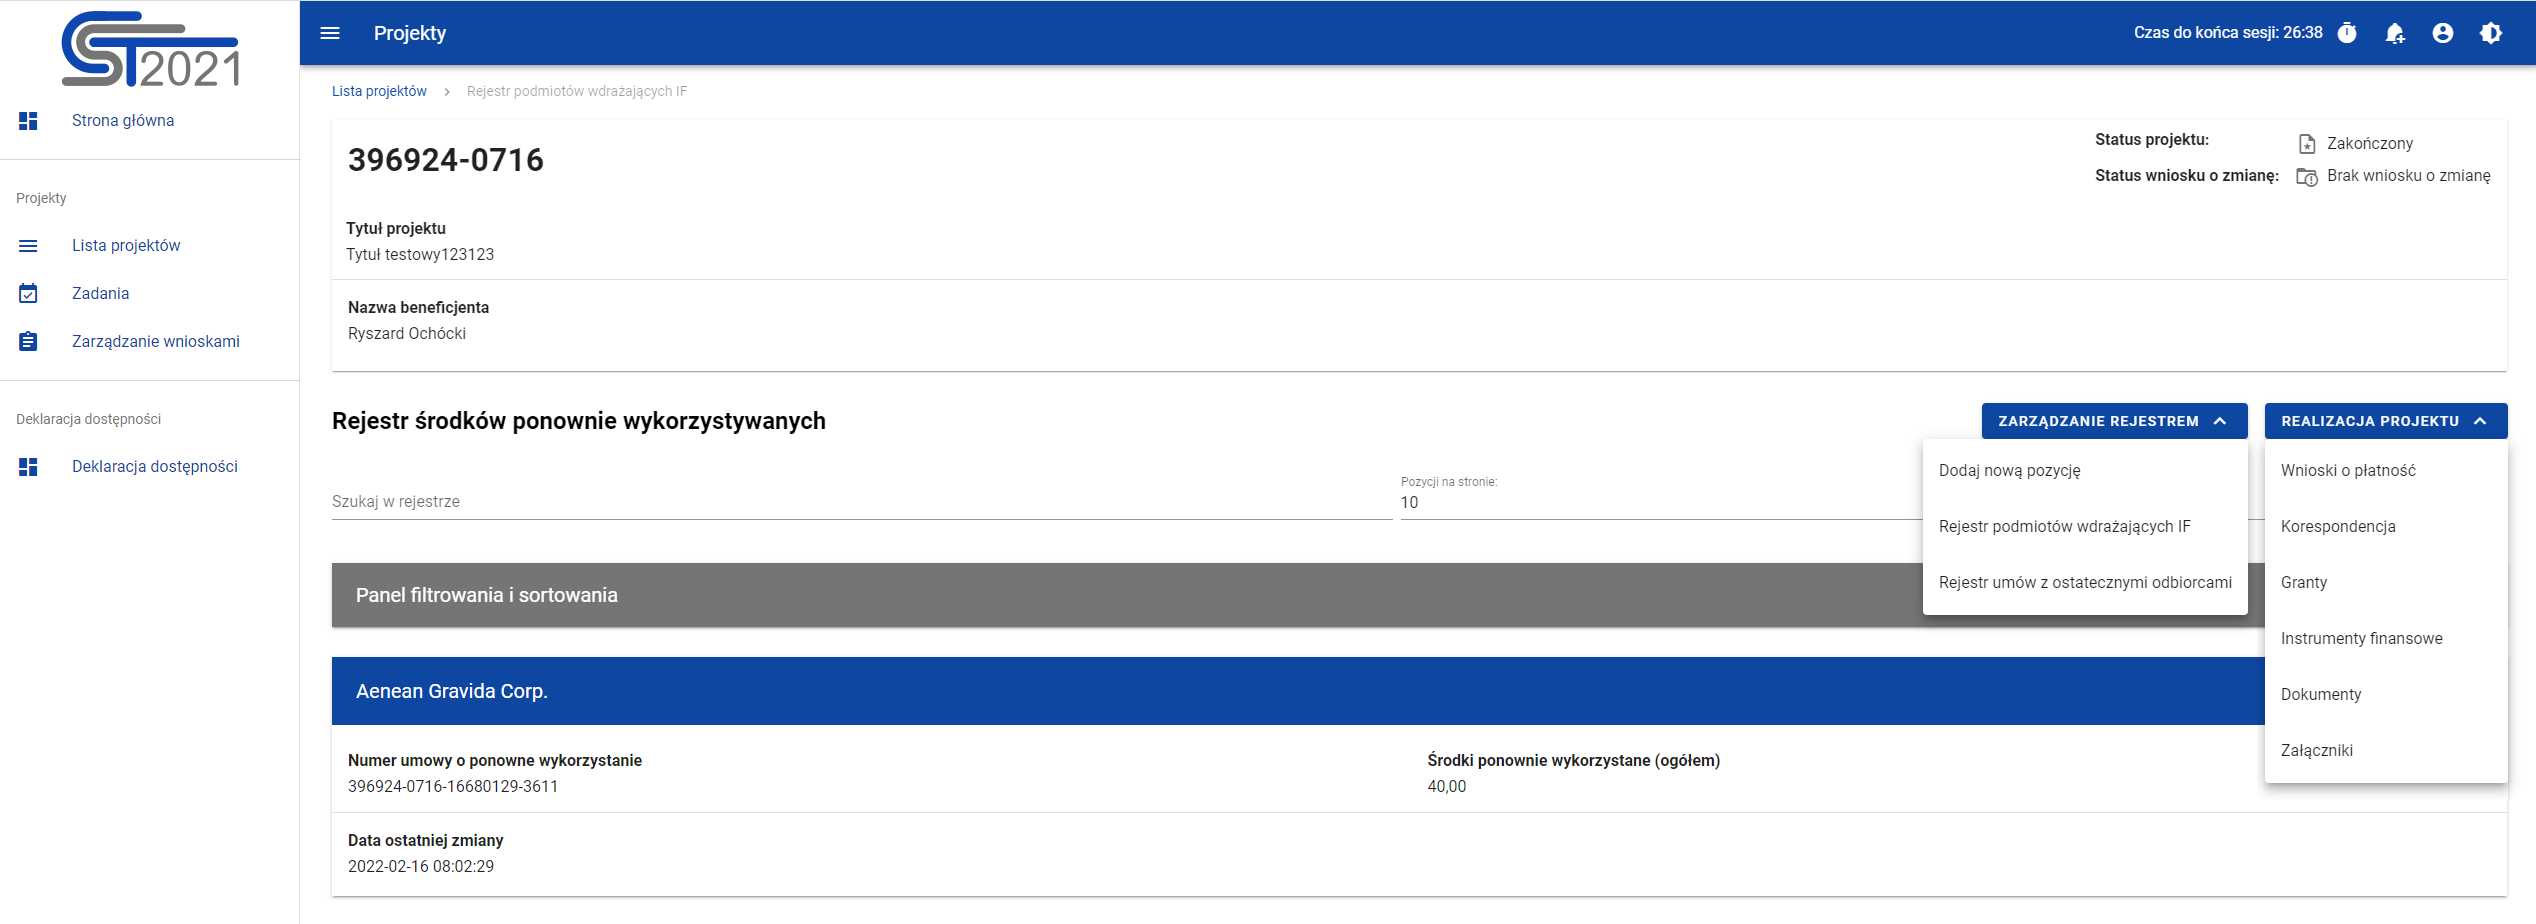 CST2021
Projekty
Czas do końca sesji: 26:38
Strona główna
Projekty
Lista projektów
Zadania
Zarządzanie wnioskami
Deklaracja dostępności
Deklaracja dostępności
Lista projektów > Rejestr podmiotów wdrażających IF
396924-0716
Status projektu: Zakończony
Status wniosku o zmianę: Brak wniosku o zmianę
Tytuł projektu
Tytuł testowy123123
Nazwa beneficjenta
Ryszard Ochócki
Rejestr środków ponownie wykorzystywanych
ZARZĄDZANIE REJESTREM
Dodaj nową pozycję
Rejestr podmiotów wdrażających IF
Rejestr umów z ostatecznymi odbiorcami
REALIZACJA PROJEKTU
Wnioski o płatność
Korespondencja
Granty
Instrumenty finansowe
Dokumenty
Załączniki
Szukaj w rejestrze
Pozycji na stronie:
10
Panel filtrowania i sortowania
Aenean Gravida Corp.
Numer umowy o ponowne wykorzystanie
396924-0716-16680129-3611
Środki ponownie wykorzystane (ogółem)
40,00
Data ostatniej zmiany
2022-02-16 08:02:29